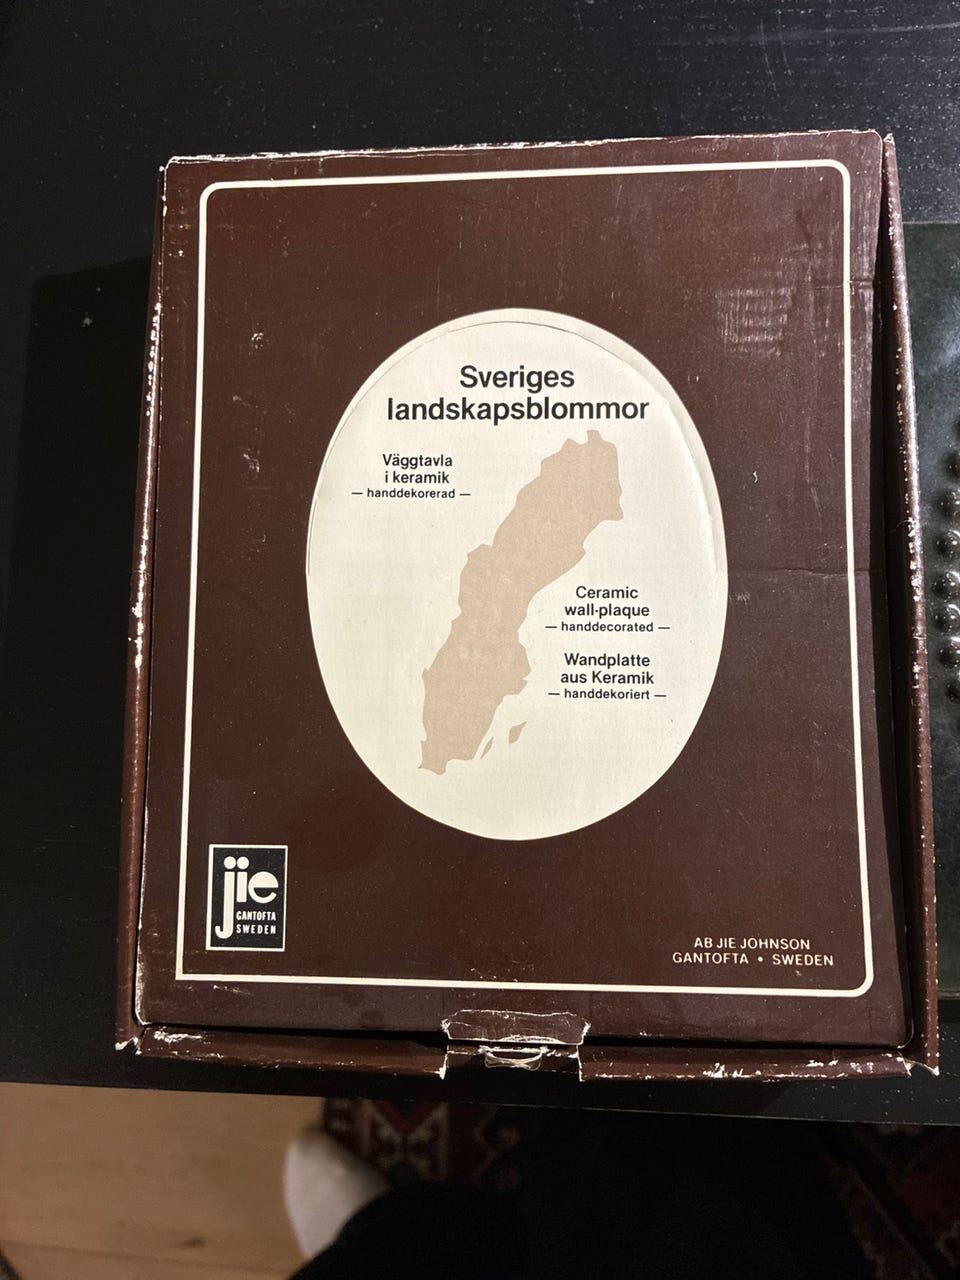 Sveriges
landskapsblommor
Väggtavla
i keramik
— handdekorerad —
Ceramic
wall-plaque
— handdecorated —
Wandplatte
aus Keramik
— handdekoriert —
jie
GANTOFTA
SWEDEN
AB JIE JOHNSON
GANTOFTA • SWEDEN